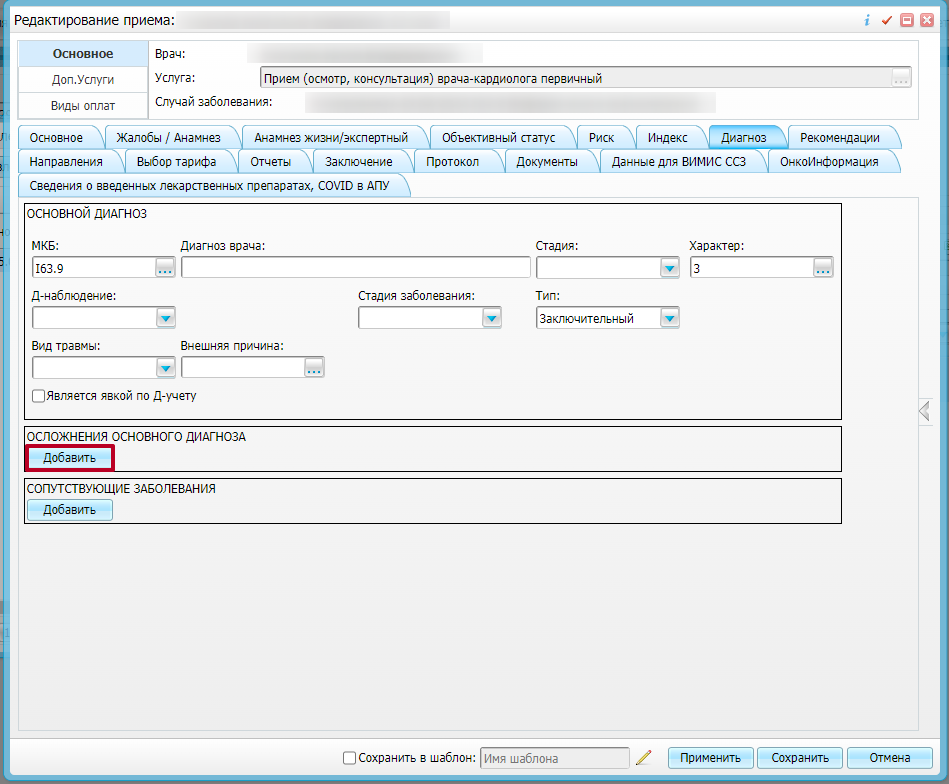 Редактирование приема:
Основное
Доп.Услуги
Виды оплат
Врач:
Услуга: Прием (осмотр, консультация) врача-кардиолога первичный ...
Случай заболевания:
Основное Жалобы / Анамнез Анамнез жизни/экспертный Объективный статус Риск Индекс Диагноз Рекомендации
Направления Выбор тарифа Отчеты Заключение Протокол Документы Данные для ВИМИС ССЗ ОнкоИнформация
Сведения о введенных лекарственных препаратах, COVID в АПУ
ОСНОВНОЙ ДИАГНОЗ
МКБ: Диагноз врача: Стадия: Характер:
I63.9 ... 3 ...
Д-наблюдение: Стадия заболевания: Тип:
Заключительный
Вид травмы: Внешняя причина:
...
Является явкой по Д-учету
ОСЛОЖНЕНИЯ ОСНОВНОГО ДИАГНОЗА
Добавить
СОПУТСТВУЮЩИЕ ЗАБОЛЕВАНИЯ
Добавить
Сохранить в шаблон: Имя шаблона Применить Сохранить Отмена